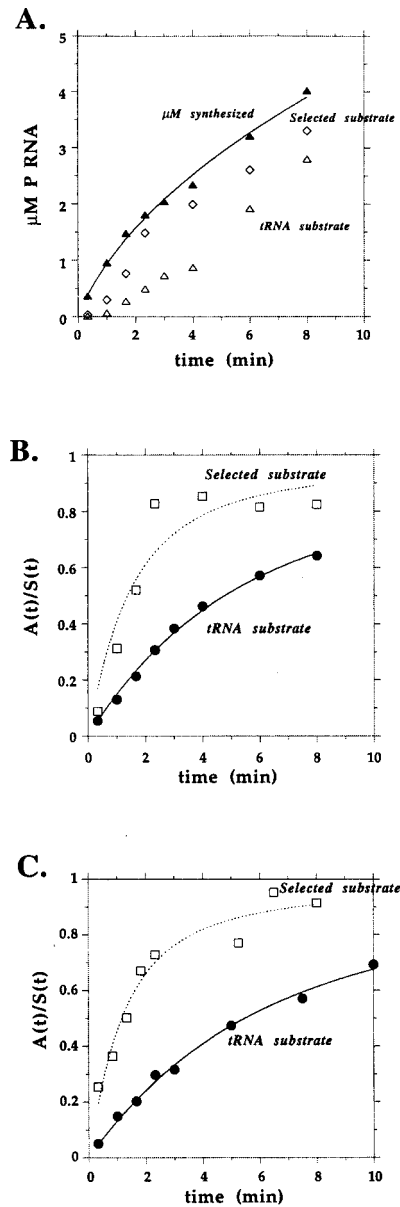 A.
5
4
3
2
1
0
μM P RNA
μM synthesized
Selected substrate
tRNA substrate
0 2 4 6 8 10
time (min)
B.
1
0.8
0.6
0.4
0.2
0
A(t)/S(t)
Selected substrate
tRNA substrate
0 2 4 6 8 10
time (min)
C.
1
0.8
0.6
0.4
0.2
0
A(t)/S(t)
Selected substrate
tRNA substrate
0 2 4 6 8 10
time (min)